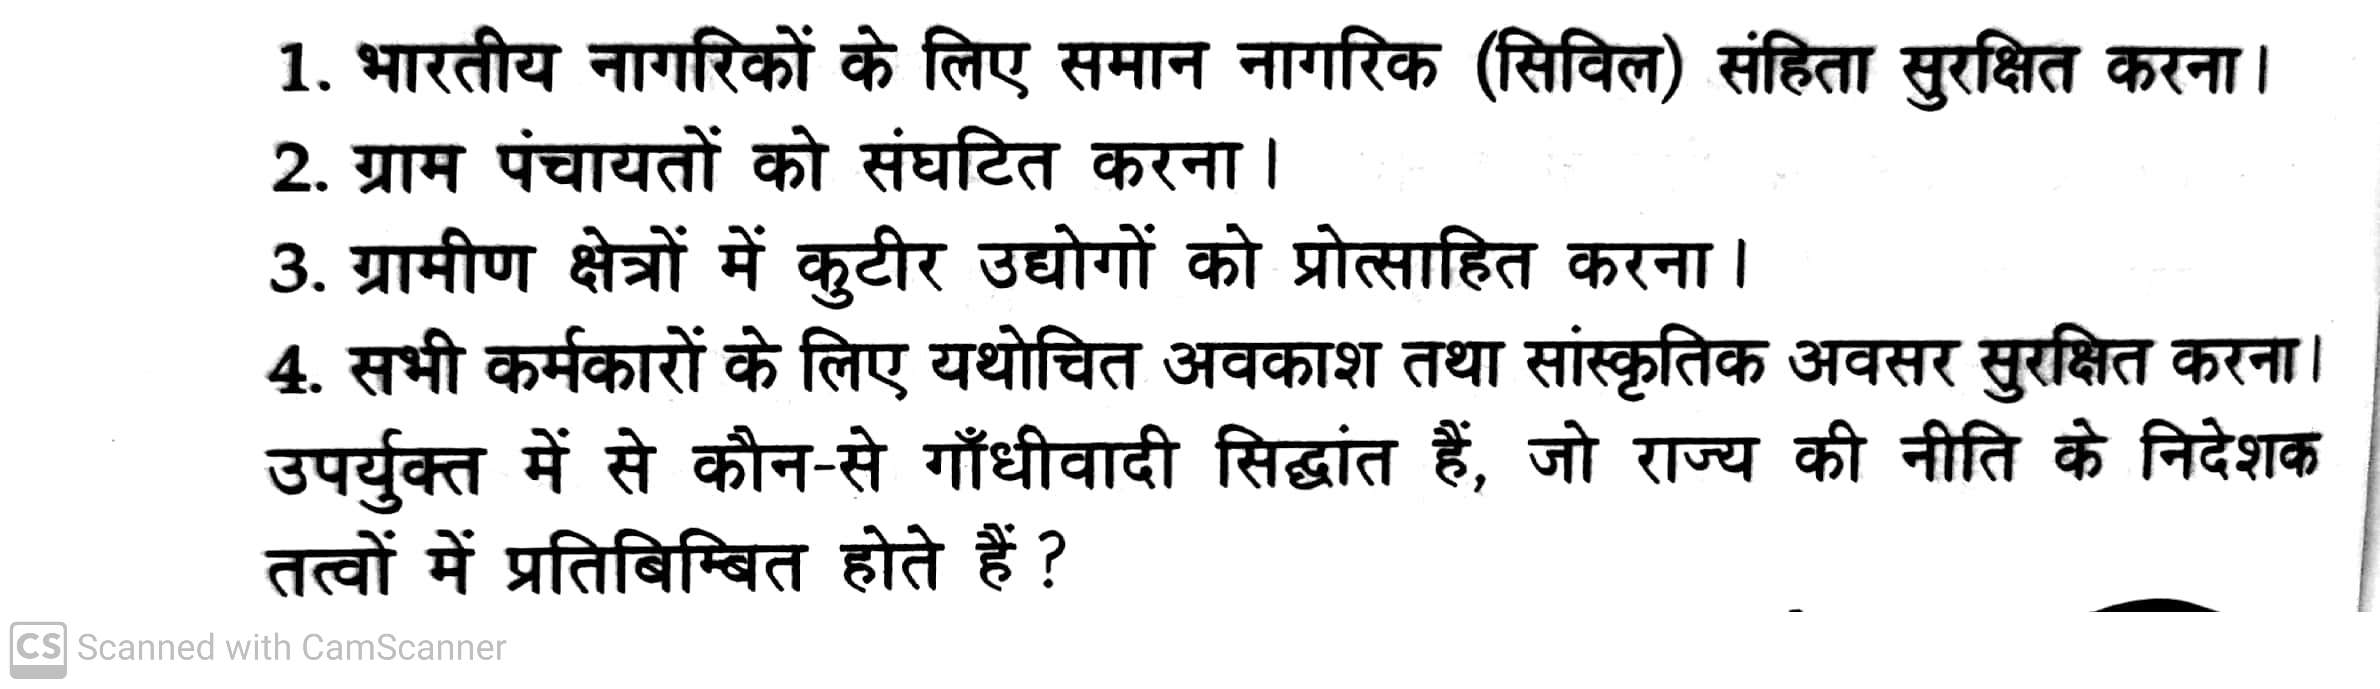 1. भारतीय नागरिकों के लिए समान नागरिक (सिविल) संहिता सुरक्षित करना।
2. ग्राम पंचायतों को संघटित करना।
3. ग्रामीण क्षेत्रों में कुटीर उद्योगों को प्रोत्साहित करना।
4. सभी कर्मकारों के लिए यथोचित अवकाश तथा सांस्कृतिक अवसर सुरक्षित करना।
उपर्युक्त में से कौन-से गाँधीवादी सिद्धांत हैं, जो राज्य की नीति के निदेशक
तत्वों में प्रतिबिम्बित होते हैं ?
CS Scanned with CamScanner